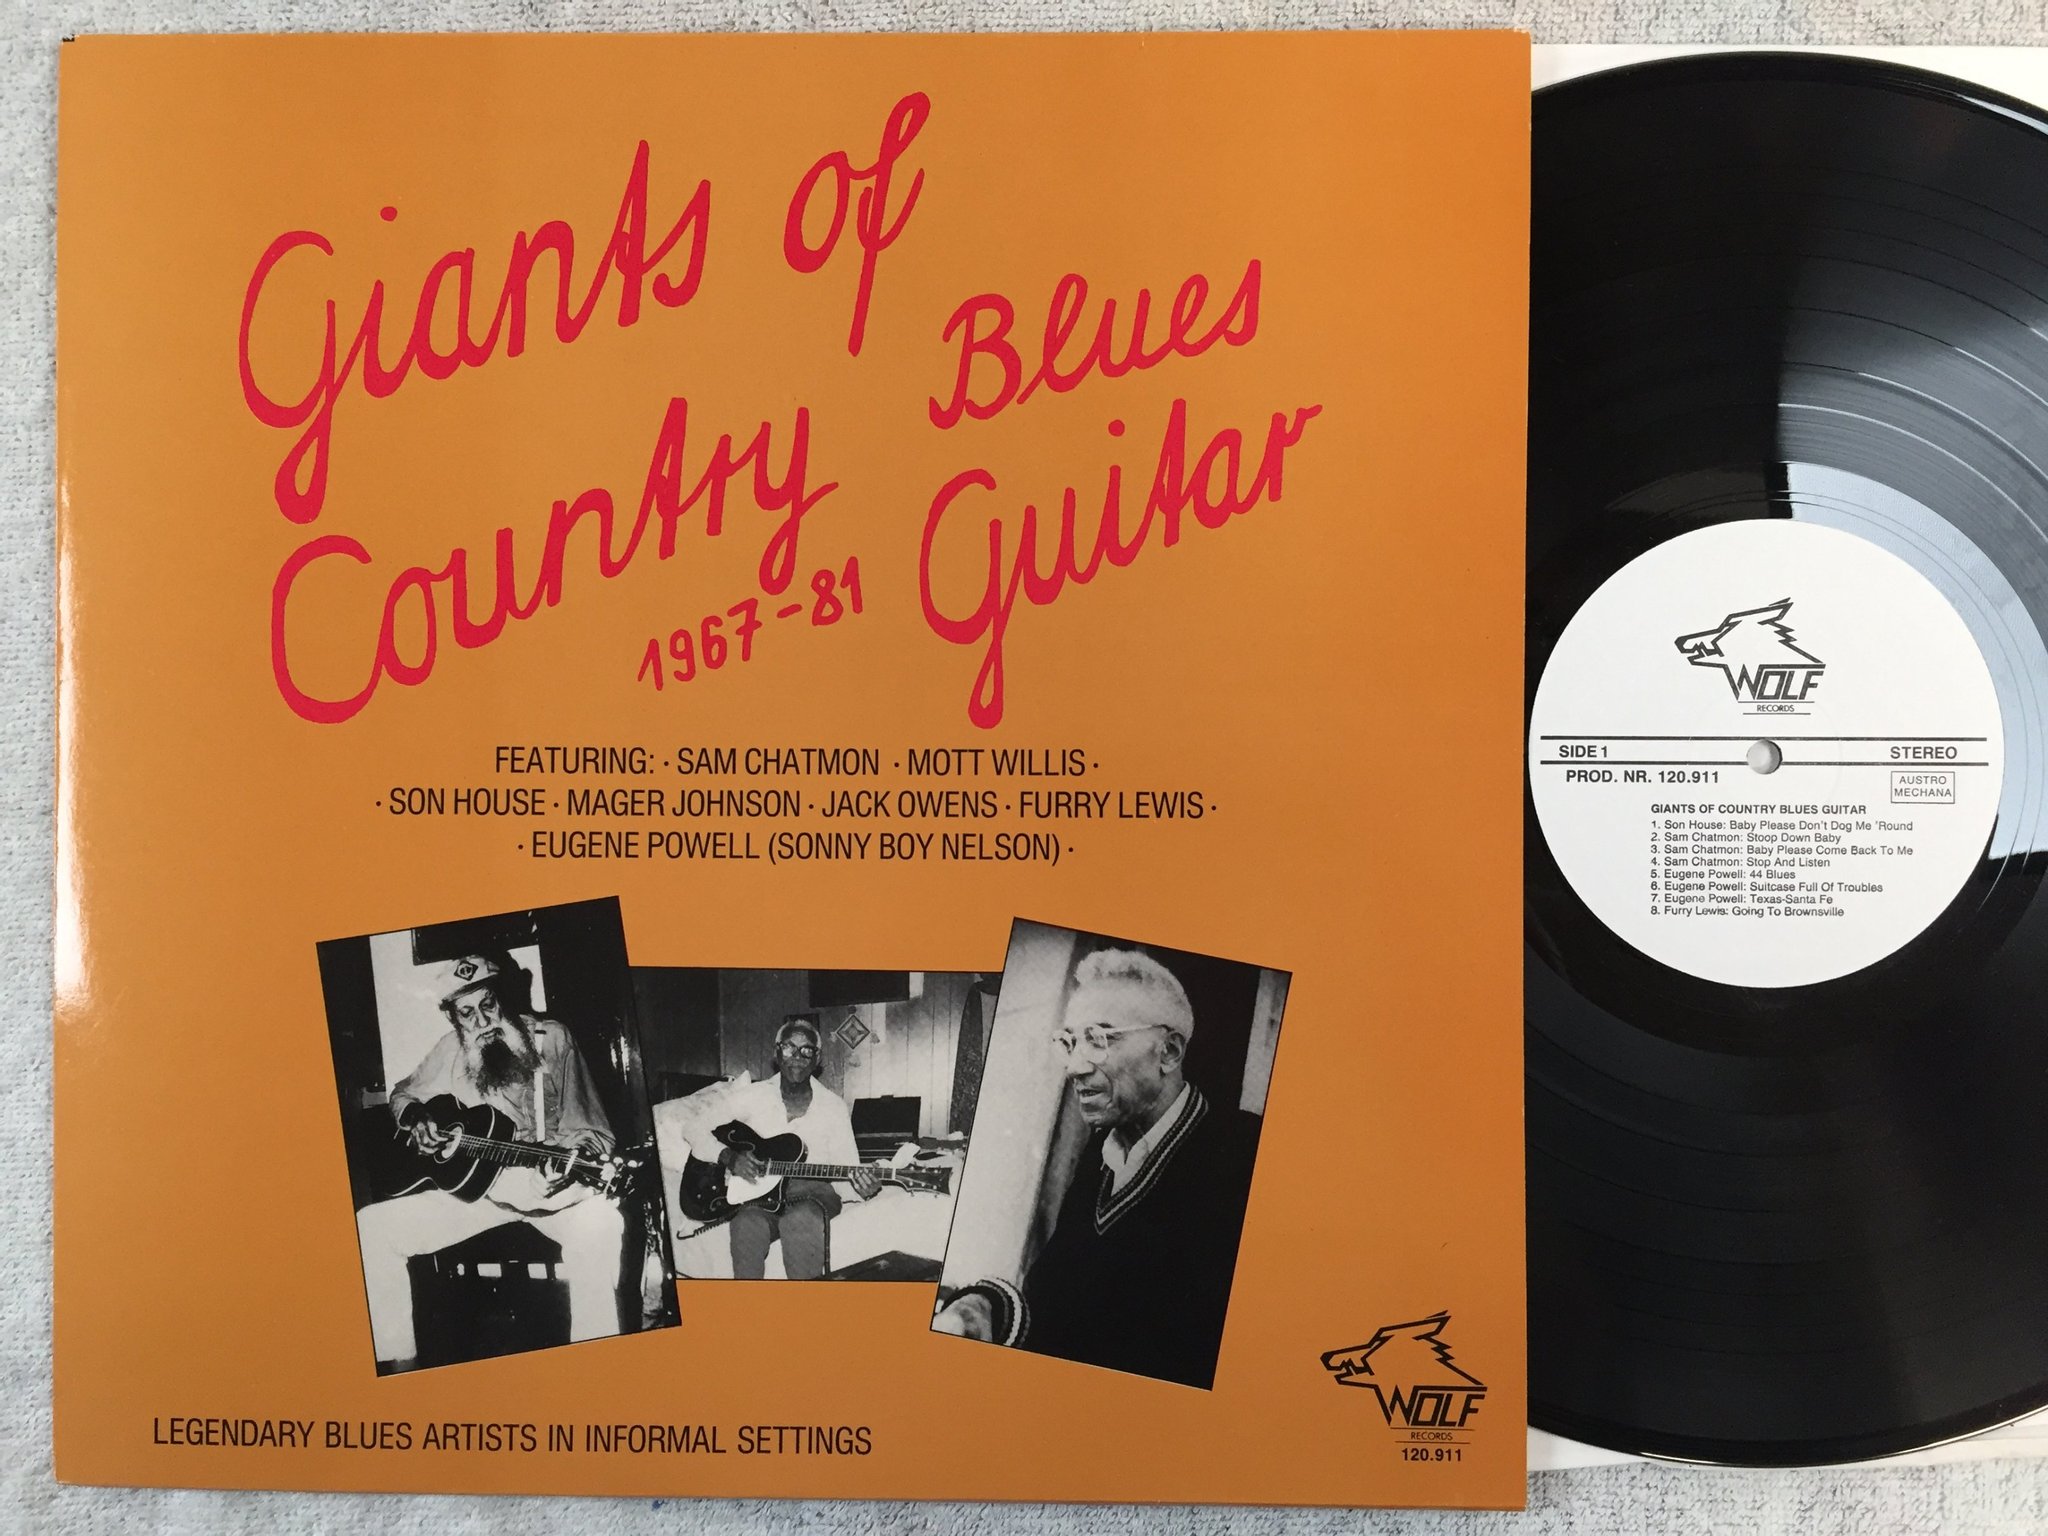 Giants of
Country Blues
1967-81 Guitar
FEATURING: · SAM CHATMON · MOTT WILLIS ·
· SON HOUSE · MAGER JOHNSON · JACK OWENS · FURRY LEWIS ·
· EUGENE POWELL (SONNY BOY NELSON) ·
LEGENDARY BLUES ARTISTS IN INFORMAL SETTINGS
WOLF
RECORDS
120.911
WOLF
RECORDS
SIDE 1 STEREO
PROD. NR. 120.911
AUSTRO
MECHANA
GIANTS OF COUNTRY BLUES GUITAR
1. Son House: Baby Please Don't Dog Me 'Round
2. Sam Chatmon: Stoop Down Baby
3. Sam Chatmon: Baby Please Come Back To Me
4. Sam Chatmon: Stop And Listen
5. Eugene Powell: 44 Blues
6. Eugene Powell: Suitcase Full Of Troubles
7. Eugene Powell: Texas-Santa Fe
8. Furry Lewis: Going To Brownsville